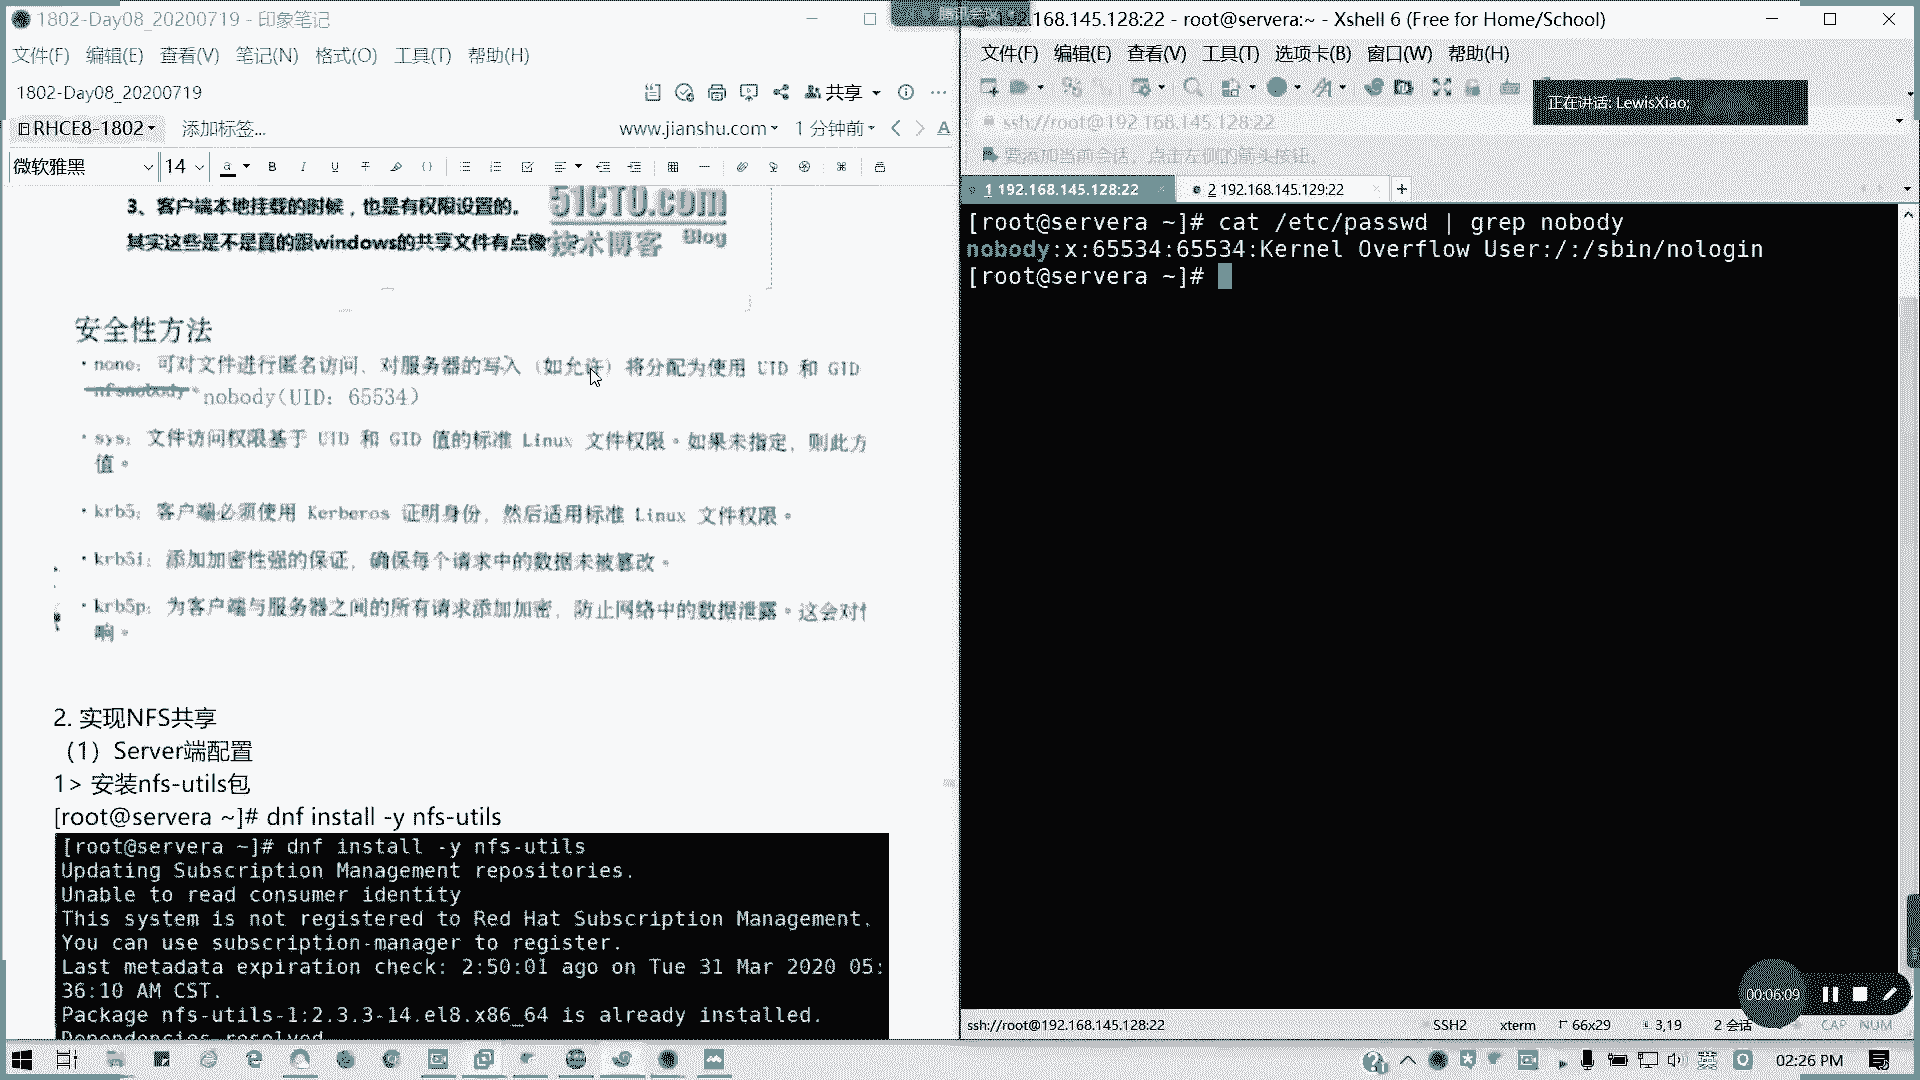 1802-Day08_20200719 - 印象笔记
文件(F) 编辑(E) 查看(V) 笔记(N) 格式(O) 工具(T) 帮助(H)
1802-Day08_20200719
共享
RHCE8-1802
添加标签...
www.jianshu.com
1 分钟前
微软雅黑
14
3、客户端本地挂载的时候，也是有权限设置的。
其实这些是不是真的跟windows的共享文件有点像
51CTO.com
技术博客 Blog
安全性方法
· none： 可对文件进行匿名访问、对服务器的写入（如允许）将分配为使用 UID 和 GID
nfsnobody 。nobody(UID：65534)
· sys： 文件访问权限基于 UID 和 GID 值的标准 Linux 文件权限。如果未指定，则此方
值。
· krb5：客户端必须使用 Kerberos 证明身份，然后适用标准 Linux 文件权限。
· krb5i：添加加密性强的保证，确保每个请求中的数据未被篡改。
· krb5p：为客户端与服务器之间的所有请求添加加密，防止网络中的数据泄露。这会对
响。
2. 实现NFS共享
（1）Server端配置
1> 安装nfs-utils包
[root@servera ~]# dnf install -y nfs-utils
[root@servera ~]# dnf install -y nfs-utils
Updating Subscription Management repositories.
Unable to read consumer identity
This system is not registered to Red Hat Subscription Management.
You can use subscription-manager to register.
Last metadata expiration check: 2:50:01 ago on Tue 31 Mar 2020 05:
36:10 AM CST.
Package nfs-utils-1:2.3.3-14.el8.x86_64 is already installed.
Dependencies resolved
192.168.145.128:22 - root@servera:~ - Xshell 6 (Free for Home/School)
文件(F) 编辑(E) 查看(V) 工具(T) 选项卡(B) 窗口(W) 帮助(H)
正在讲话: LewisXiao;
ssh://root@192.168.145.128:22
要添加当前会话，点击左侧的箭头按钮。
1 192.168.145.128:22
2 192.168.145.129:22
[root@servera ~]# cat /etc/passwd | grep nobody
nobody:x:65534:65534:Kernel Overflow User:/:/sbin/nologin
[root@servera ~]#
00:06:09
ssh://root@192.168.145.128:22
SSH2
xterm
66x29
3,19
2 会话
CAP NUM
英
02:26 PM